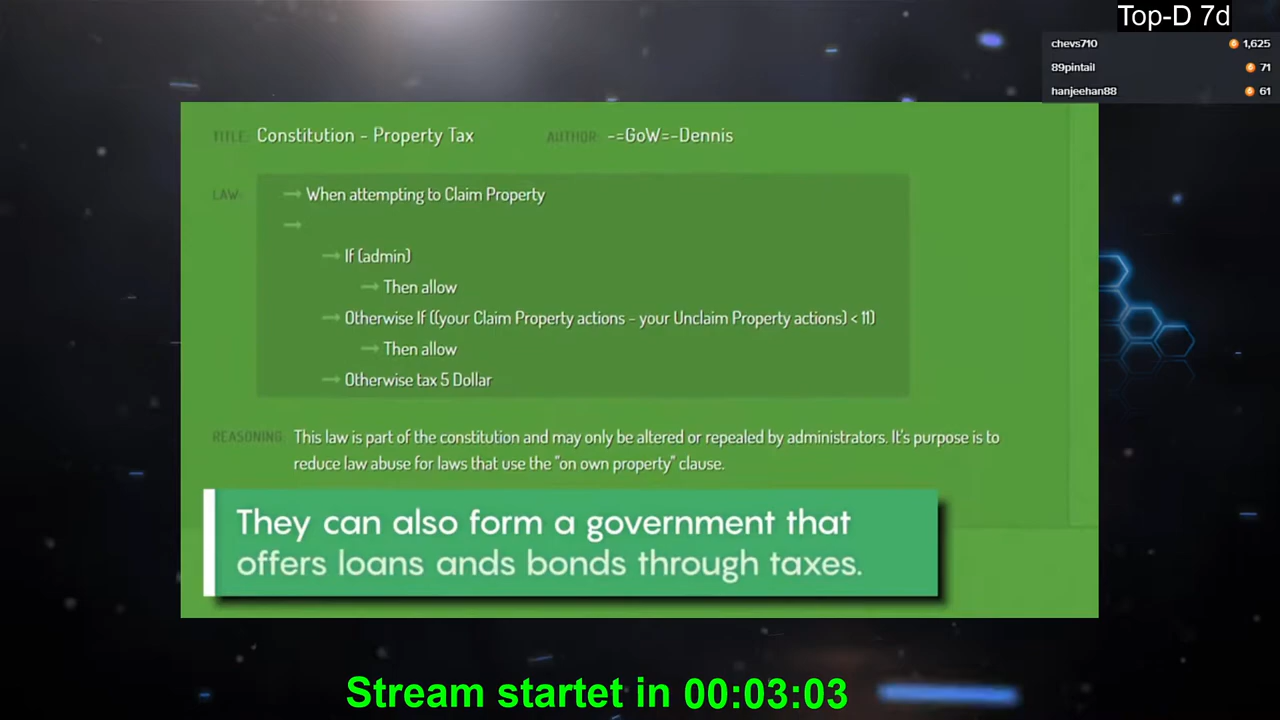 Top-D 7d
chevs710 1,625
89pintail 71
hanjeehan88 61
TITLE: Constitution - Property Tax AUTHOR: -=GoW=-Dennis
LAW: → When attempting to Claim Property
→
→ If (admin)
→ Then allow
→ Otherwise If ((your Claim Property actions - your Unclaim Property actions) < 11)
→ Then allow
→ Otherwise tax 5 Dollar
REASONING: This law is part of the constitution and may only be altered or repealed by administrators. It's purpose is to
reduce law abuse for laws that use the "on own property" clause.
They can also form a government that
offers loans ands bonds through taxes.
Stream startet in 00:03:03